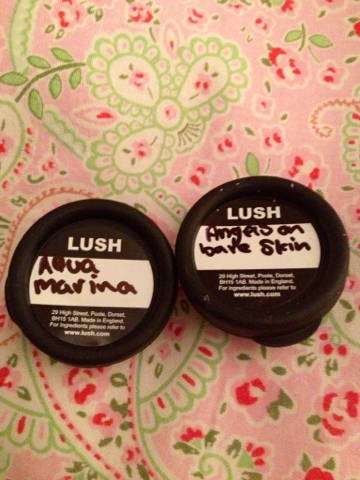 LUSH
Aqua
Marina
29 High Street, Poole, Dorset,
BH15 1AB. Made in England.
For ingredients please refer to
www.lush.com
LUSH
Angels on
bare Skin
29 High Street, Poole, Dorset,
BH15 1AB. Made in England.
For ingredients please refer to
www.lush.com